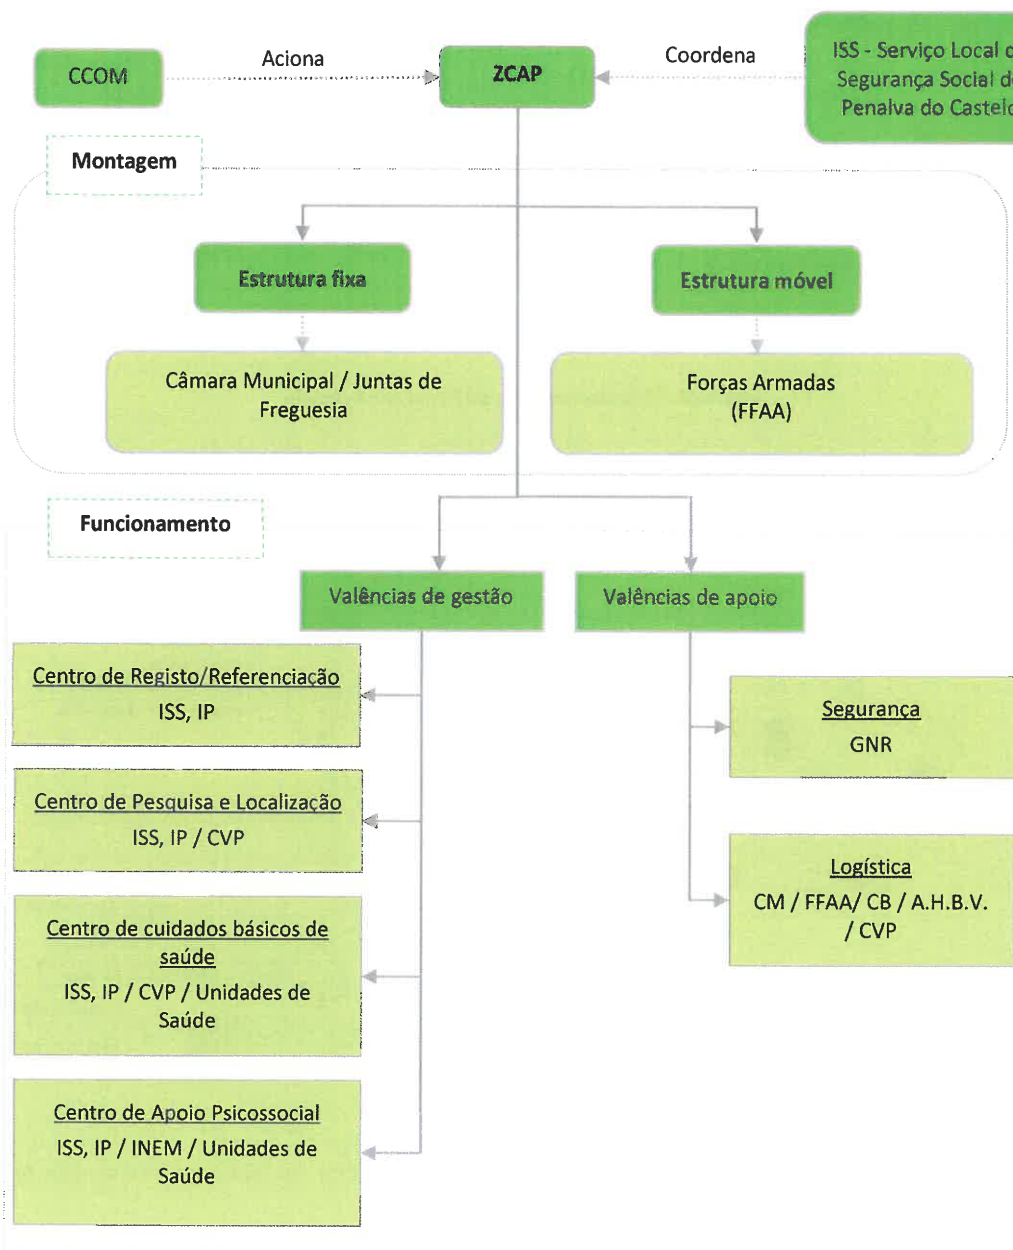 CCOM
Aciona
ZCAP
Coordena
ISS - Serviço Local
Segurança Social
Penalva do Castelo
Montagem
Estrutura fixa
Estrutura móvel
Câmara Municipal / Juntas de
Freguesia
Forças Armadas
(FFAA)
Funcionamento
Valências de gestão
Valências de apoio
Centro de Registo/Referenciação
ISS, IP
Centro de Pesquisa e Localização
ISS, IP / CVP
Centro de cuidados básicos de
saúde
ISS, IP / CVP / Unidades de
Saúde
Centro de Apoio Psicossocial
ISS, IP / INEM / Unidades de
Saúde
Segurança
GNR
Logística
CM / FFAA/ CB / A.H.B.V.
/ CVP